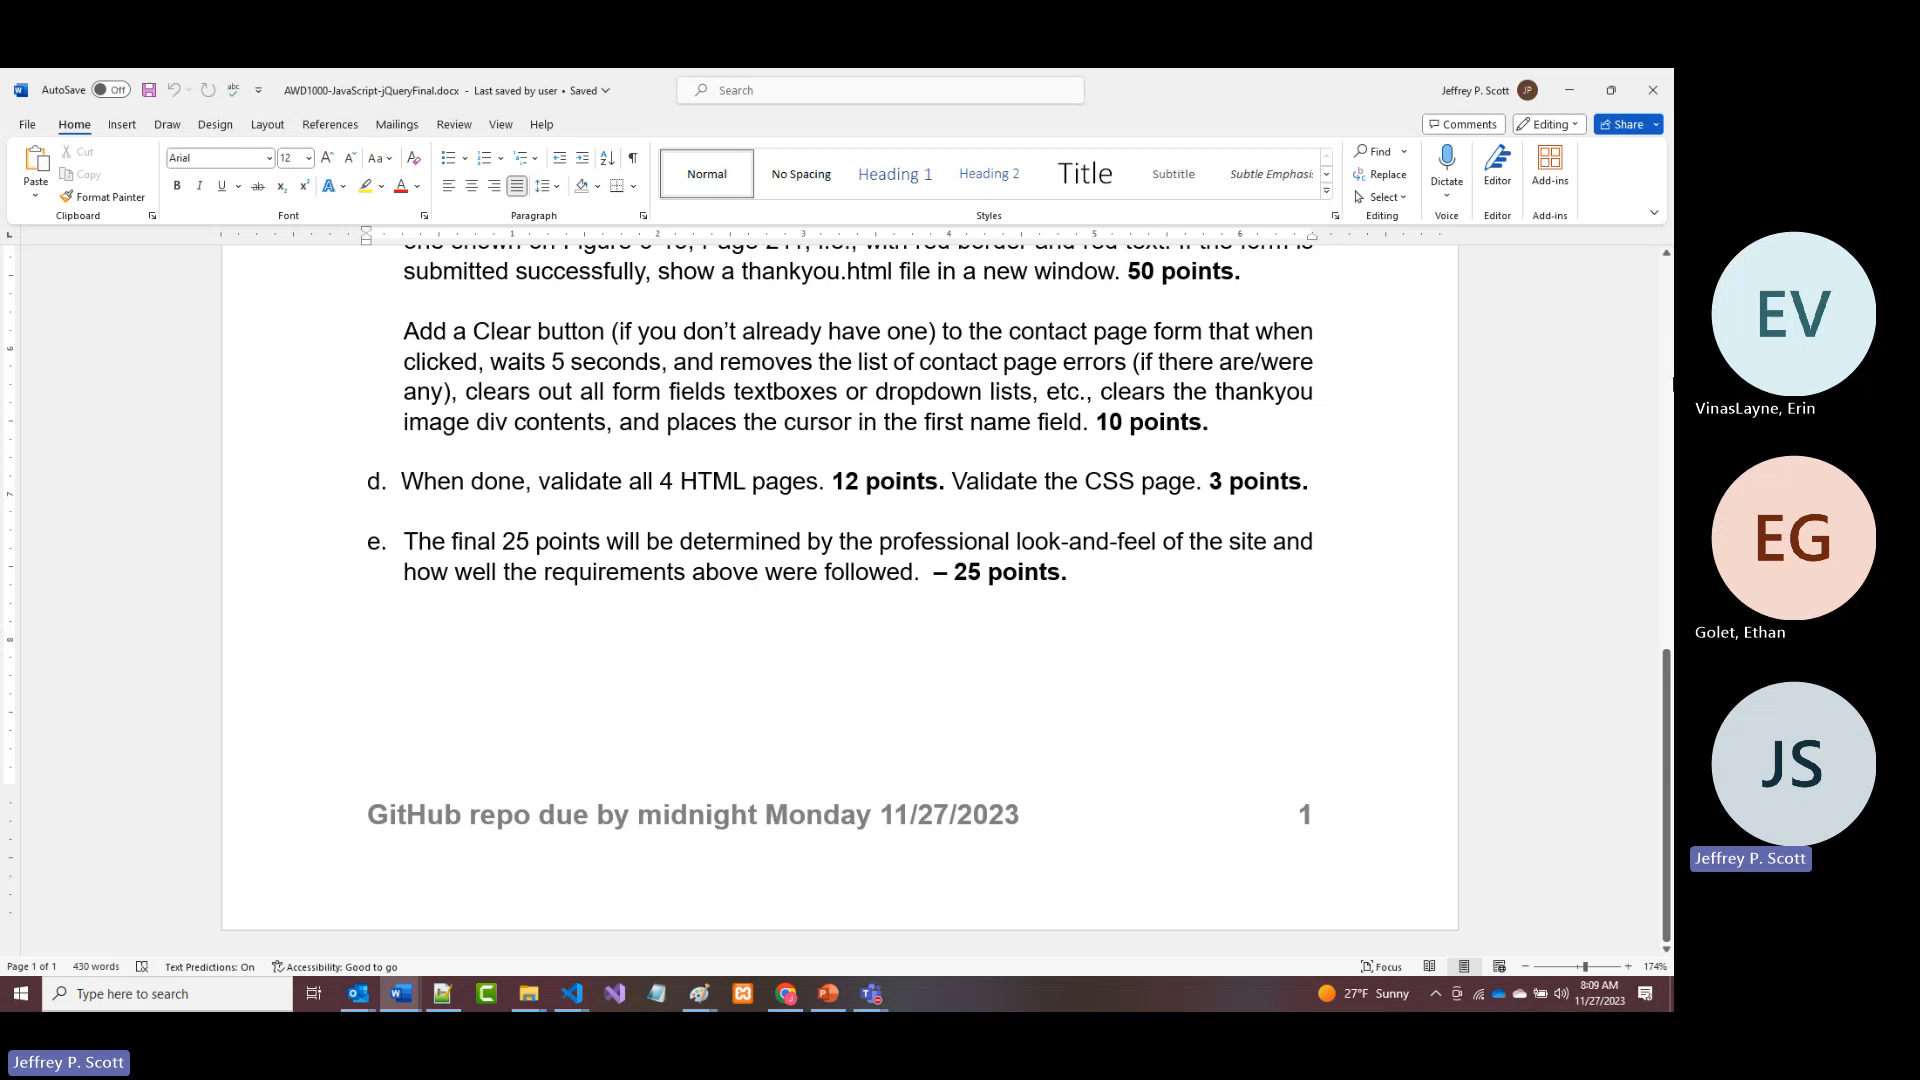 AutoSave Off AWD1000-JavaScript-jQueryFinal.docx - Last saved by user • Saved Search Jeffrey P. Scott JP
File Home Insert Draw Design Layout References Mailings Review View Help Comments Editing Share
Paste Cut Copy Format Painter Clipboard
Arial 12 Font
Paragraph
Normal No Spacing Heading 1 Heading 2 Title Subtitle Subtle Emphasi: Styles
Find Replace Select Editing
Dictate Voice
Editor Editor
Add-ins Add-ins
submitted successfully, show a thankyou.html file in a new window. 50 points.
Add a Clear button (if you don’t already have one) to the contact page form that when
clicked, waits 5 seconds, and removes the list of contact page errors (if there are/were
any), clears out all form fields textboxes or dropdown lists, etc., clears the thankyou
image div contents, and places the cursor in the first name field. 10 points.
d. When done, validate all 4 HTML pages. 12 points. Validate the CSS page. 3 points.
e. The final 25 points will be determined by the professional look-and-feel of the site and
how well the requirements above were followed. – 25 points.
GitHub repo due by midnight Monday 11/27/2023 1
Page 1 of 1 430 words Text Predictions: On Accessibility: Good to go Focus 174%
Type here to search 27°F Sunny 8:09 AM
11/27/2023
EV
VinasLayne, Erin
EG
Golet, Ethan
JS
Jeffrey P. Scott
Jeffrey P. Scott